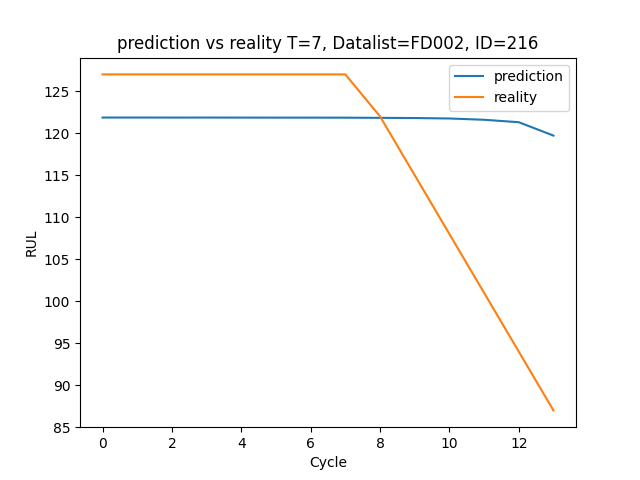 prediction vs reality T=7, Datalist=FD002, ID=216
prediction
reality
RUL
125
120
115
110
105
100
95
90
85
0 2 4 6 8 10 12
Cycle